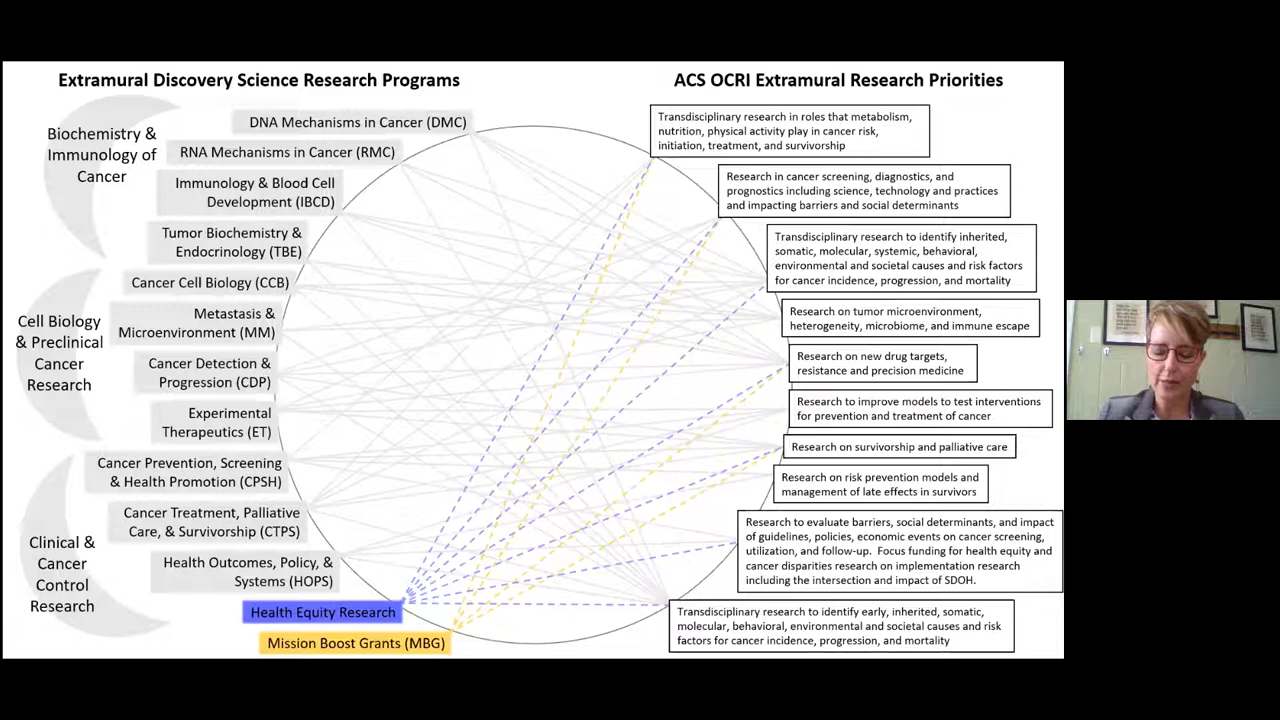 Extramural Discovery Science Research Programs
ACS OCRI Extramural Research Priorities
Biochemistry &
Immunology of
Cancer
Cell Biology
& Preclinical
Cancer
Research
Clinical &
Cancer
Control
Research
DNA Mechanisms in Cancer (DMC)
RNA Mechanisms in Cancer (RMC)
Immunology & Blood Cell
Development (IBCD)
Tumor Biochemistry &
Endocrinology (TBE)
Cancer Cell Biology (CCB)
Metastasis &
Microenvironment (MM)
Cancer Detection &
Progression (CDP)
Experimental
Therapeutics (ET)
Cancer Prevention, Screening
& Health Promotion (CPSH)
Cancer Treatment, Palliative
Care, & Survivorship (CTPS)
Health Outcomes, Policy, &
Systems (HOPS)
Health Equity Research
Mission Boost Grants (MBG)
Transdisciplinary research in roles that metabolism,
nutrition, physical activity play in cancer risk,
initiation, treatment, and survivorship
Research in cancer screening, diagnostics, and
prognostics including science, technology and practices
and impacting barriers and social determinants
Transdisciplinary research to identify inherited,
somatic, molecular, systemic, behavioral,
environmental and societal causes and risk factors
for cancer incidence, progression, and mortality
Research on tumor microenvironment,
heterogeneity, microbiome, and immune escape
Research on new drug targets,
resistance and precision medicine
Research to improve models to test interventions
for prevention and treatment of cancer
Research on survivorship and palliative care
Research on risk prevention models and
management of late effects in survivors
Research to evaluate barriers, social determinants, and impact
of guidelines, policies, economic events on cancer screening,
utilization, and follow-up.  Focus funding for health equity and
cancer disparities research on implementation research
including the intersection and impact of SDOH.
Transdisciplinary research to identify early, inherited, somatic,
molecular, behavioral, environmental and societal causes and risk
factors for cancer incidence, progression, and mortality